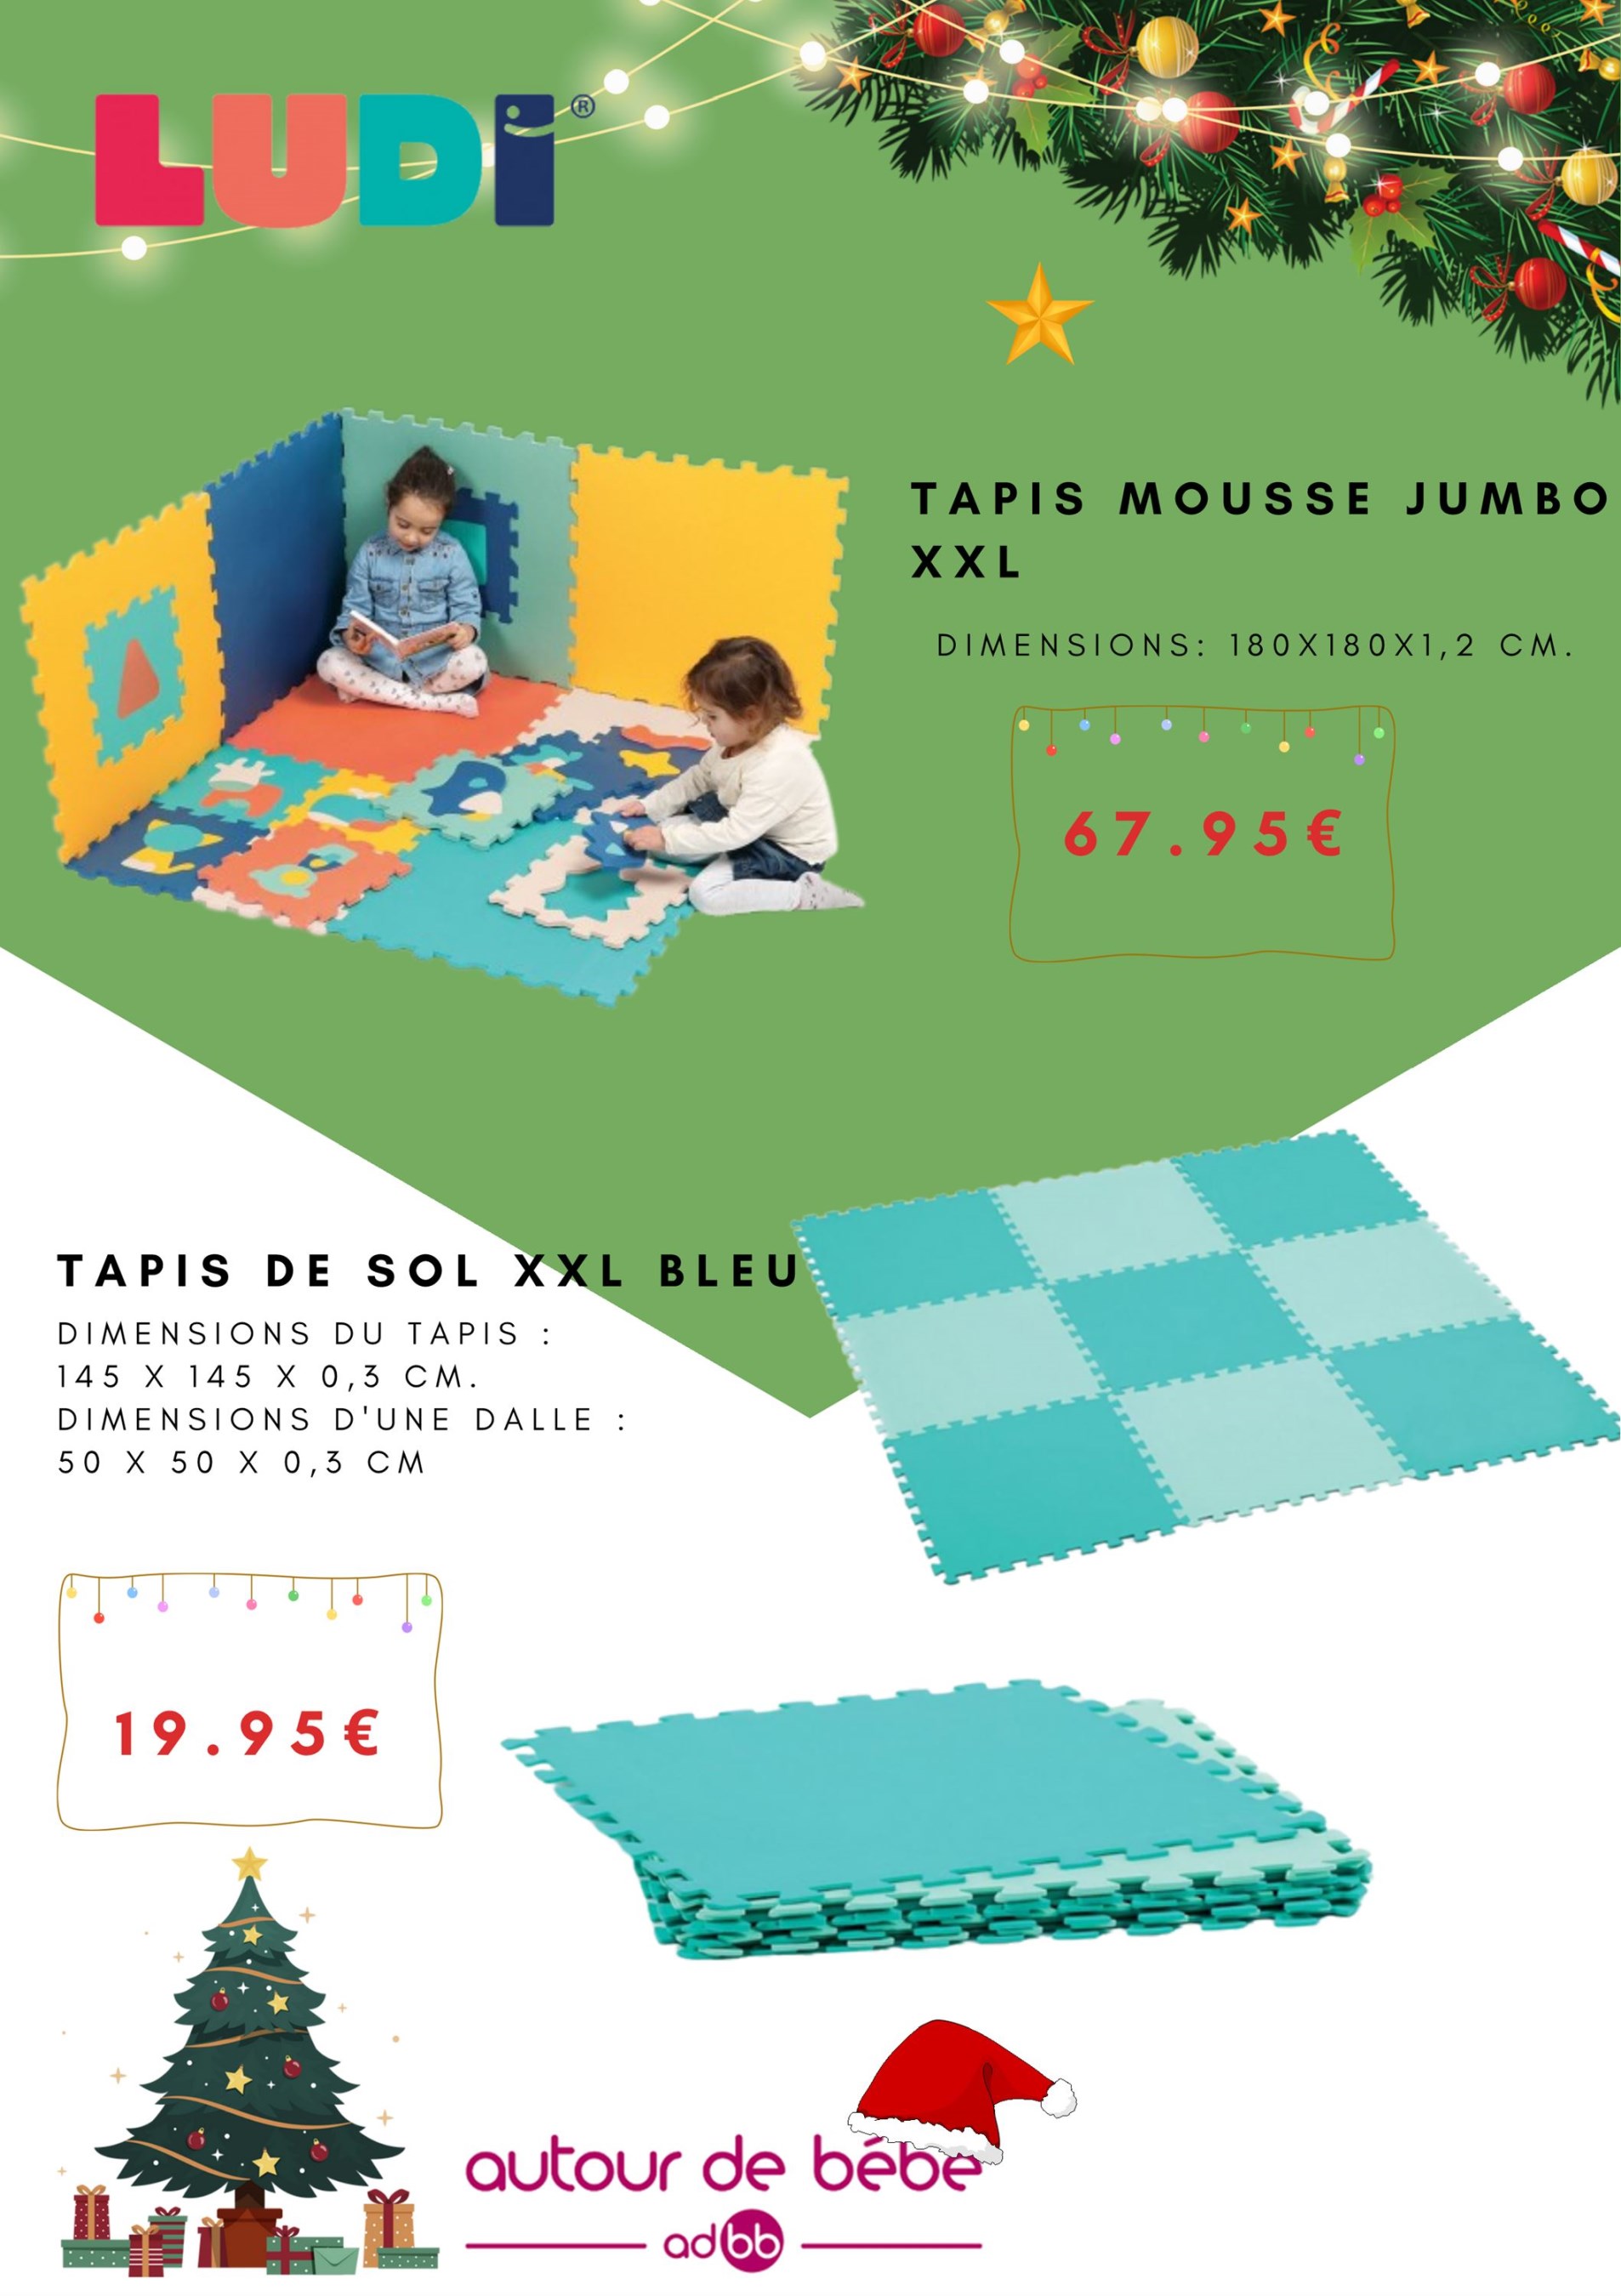 LUDi®
TAPIS MOUSSE JUMBO
XXL
DIMENSIONS: 180X180X1,2 CM.
67.95€
TAPIS DE SOL XXL BLEU
DIMENSIONS DU TAPIS :
145 X 145 X 0,3 CM.
DIMENSIONS D'UNE DALLE :
50 X 50 X 0,3 CM
19.95€
autour de bébé
adbb